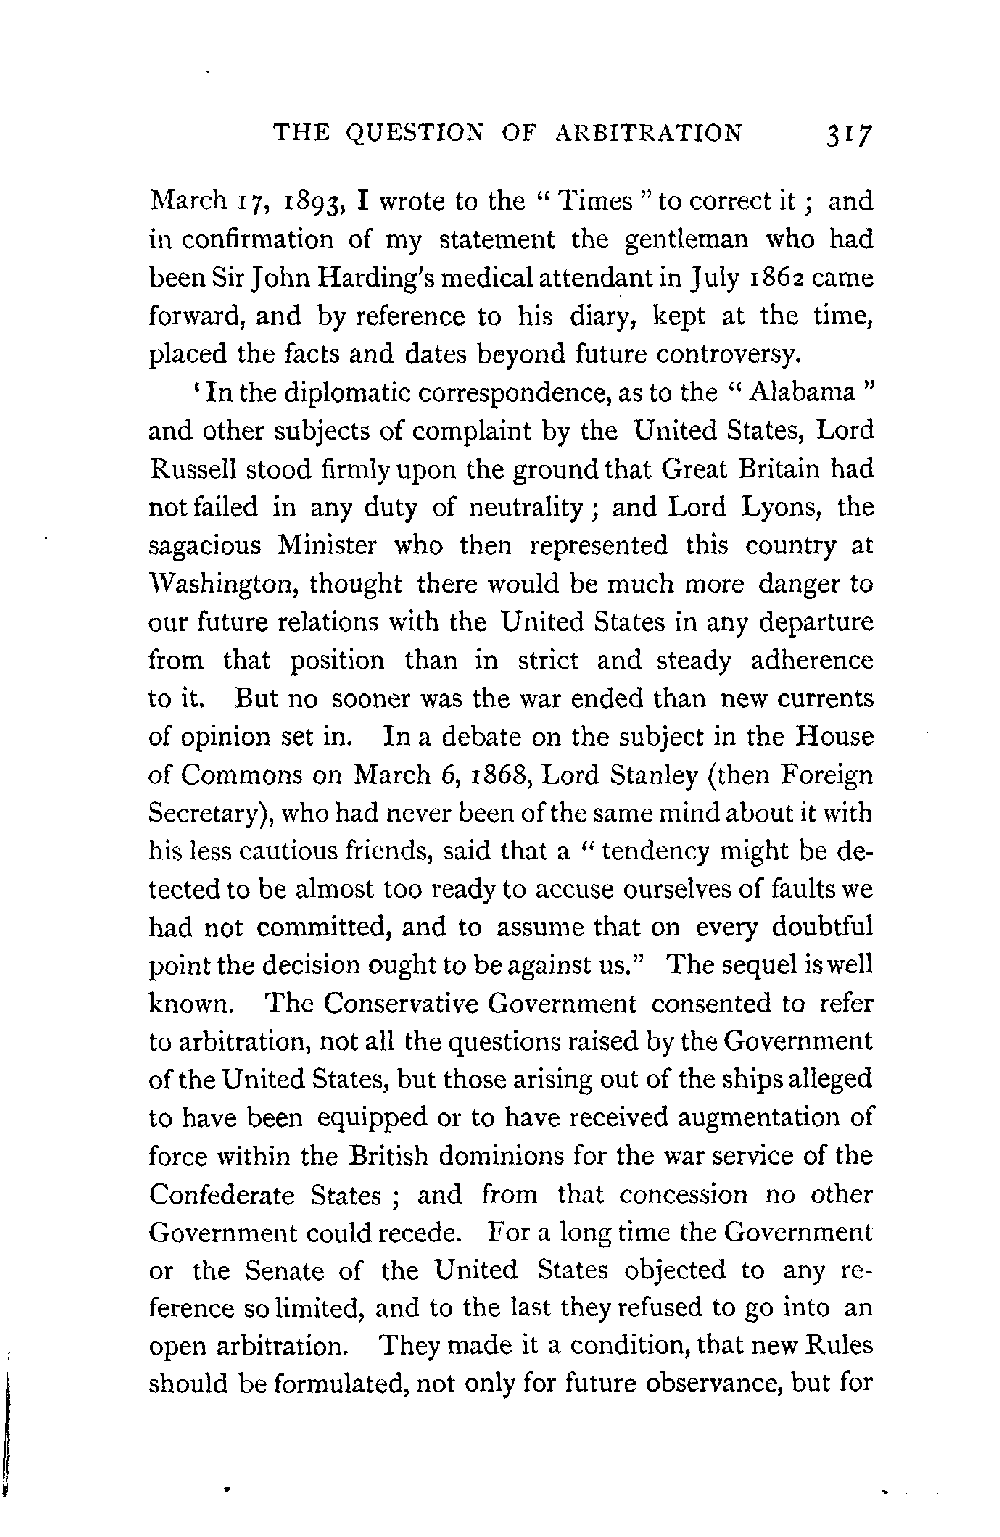 THE QUESTION OF ARBITRATION 317
March 17, 1893, I wrote to the “ Times ” to correct it ; and
in confirmation of my statement the gentleman who had
been Sir John Harding's medical attendant in July 1862 came
forward, and by reference to his diary, kept at the time,
placed the facts and dates beyond future controversy.
‘ In the diplomatic correspondence, as to the “ Alabama ”
and other subjects of complaint by the United States, Lord
Russell stood firmly upon the ground that Great Britain had
not failed in any duty of neutrality ; and Lord Lyons, the
sagacious Minister who then represented this country at
Washington, thought there would be much more danger to
our future relations with the United States in any departure
from that position than in strict and steady adherence
to it. But no sooner was the war ended than new currents
of opinion set in. In a debate on the subject in the House
of Commons on March 6, 1868, Lord Stanley (then Foreign
Secretary), who had never been of the same mind about it with
his less cautious friends, said that a “ tendency might be de-
tected to be almost too ready to accuse ourselves of faults we
had not committed, and to assume that on every doubtful
point the decision ought to be against us.” The sequel is well
known. The Conservative Government consented to refer
to arbitration, not all the questions raised by the Government
of the United States, but those arising out of the ships alleged
to have been equipped or to have received augmentation of
force within the British dominions for the war service of the
Confederate States ; and from that concession no other
Government could recede. For a long time the Government
or the Senate of the United States objected to any re-
ference so limited, and to the last they refused to go into an
open arbitration. They made it a condition, that new Rules
should be formulated, not only for future observance, but for